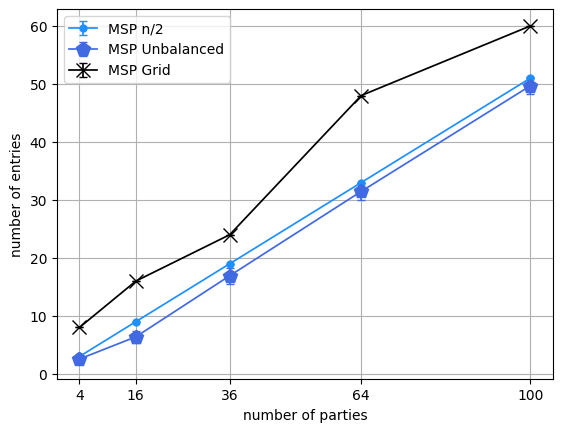 MSP n/2
MSP Unbalanced
MSP Grid
number of entries
60
50
40
30
20
10
0
4 16 36 64 100
number of parties